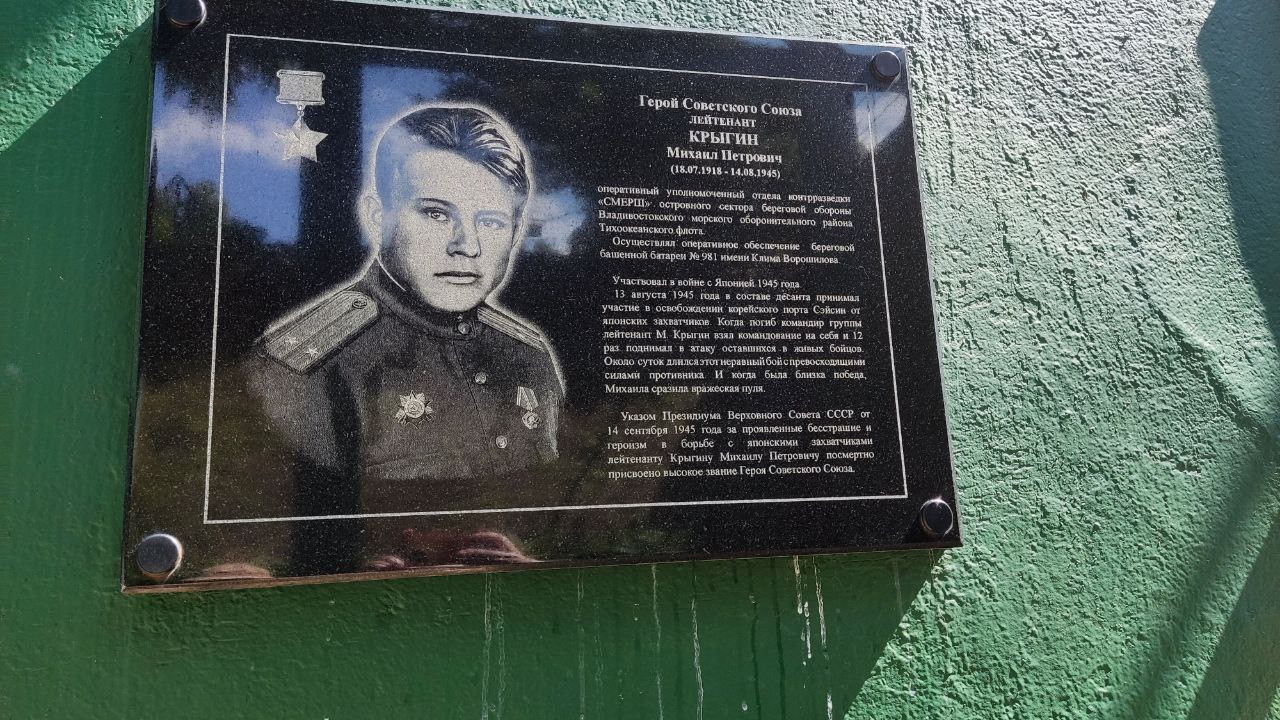 Герой Советского Союза
ЛЕЙТЕНАНТ
КРЫГИН
Михаил Петрович
(18.07.1918 - 14.08.1945)
оперативный уполномоченный отдела контрразведки
«СМЕРШ» островного сектора береговой обороны
Владивостокского морского оборонительного района
Тихоокеанского флота.
Осуществлял оперативное обеспечение береговой
башенной батареи № 981 имени Клима Ворошилова.
Участвовал в войне с Японией 1945 года.
13 августа 1945 года в составе десанта принимал
участие в освобождении корейского порта Сэйсин от
японских захватчиков. Когда погиб командир группы
лейтенант М. Крыгин взял командование на себя и 12
раз поднимал в атаку оставшихся в живых бойцов.
Около суток длился этот неравный бой с превосходящими
силами противника. И когда была близка победа,
Михаила сразила вражеская пуля.
Указом Президиума Верховного Совета СССР от
14 сентября 1945 года за проявленные бесстрашие и
героизм в борьбе с японскими захватчиками
лейтенанту Крыгину Михаилу Петровичу посмертно
присвоено высокое звание Героя Советского Союза.